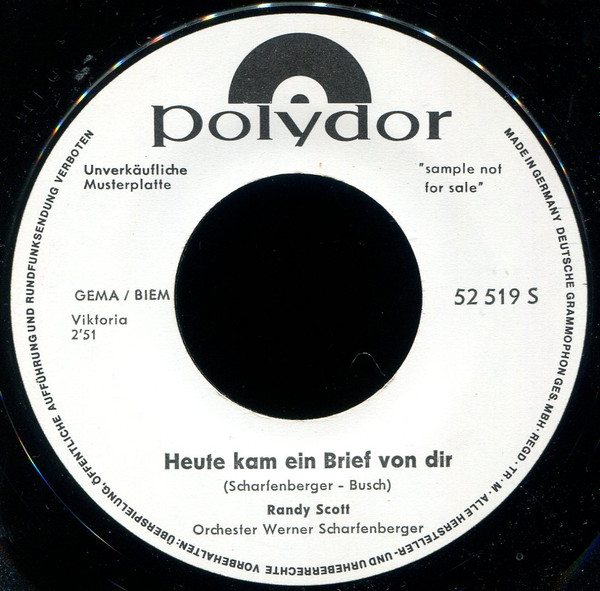 polydor
Unverkäufliche
Musterplatte
"sample not
for sale"
GEMA / BIEM
Viktoria
2'51
52 519 S
Heute kam ein Brief von dir
(Scharfenberger - Busch)
Randy Scott
Orchester Werner Scharfenberger
MADE IN GERMANY DEUTSCHE GRAMMOPHON GES. MBH · REGD · TR · M · ALLE HERSTELLER- UND URHEBERRECHTE VORBEHALTEN: ÜBERSPIELUNG, ÖFFENTLICHE AUFFÜHRUNG UND RUNDFUNKSENDUNG VERBOTEN